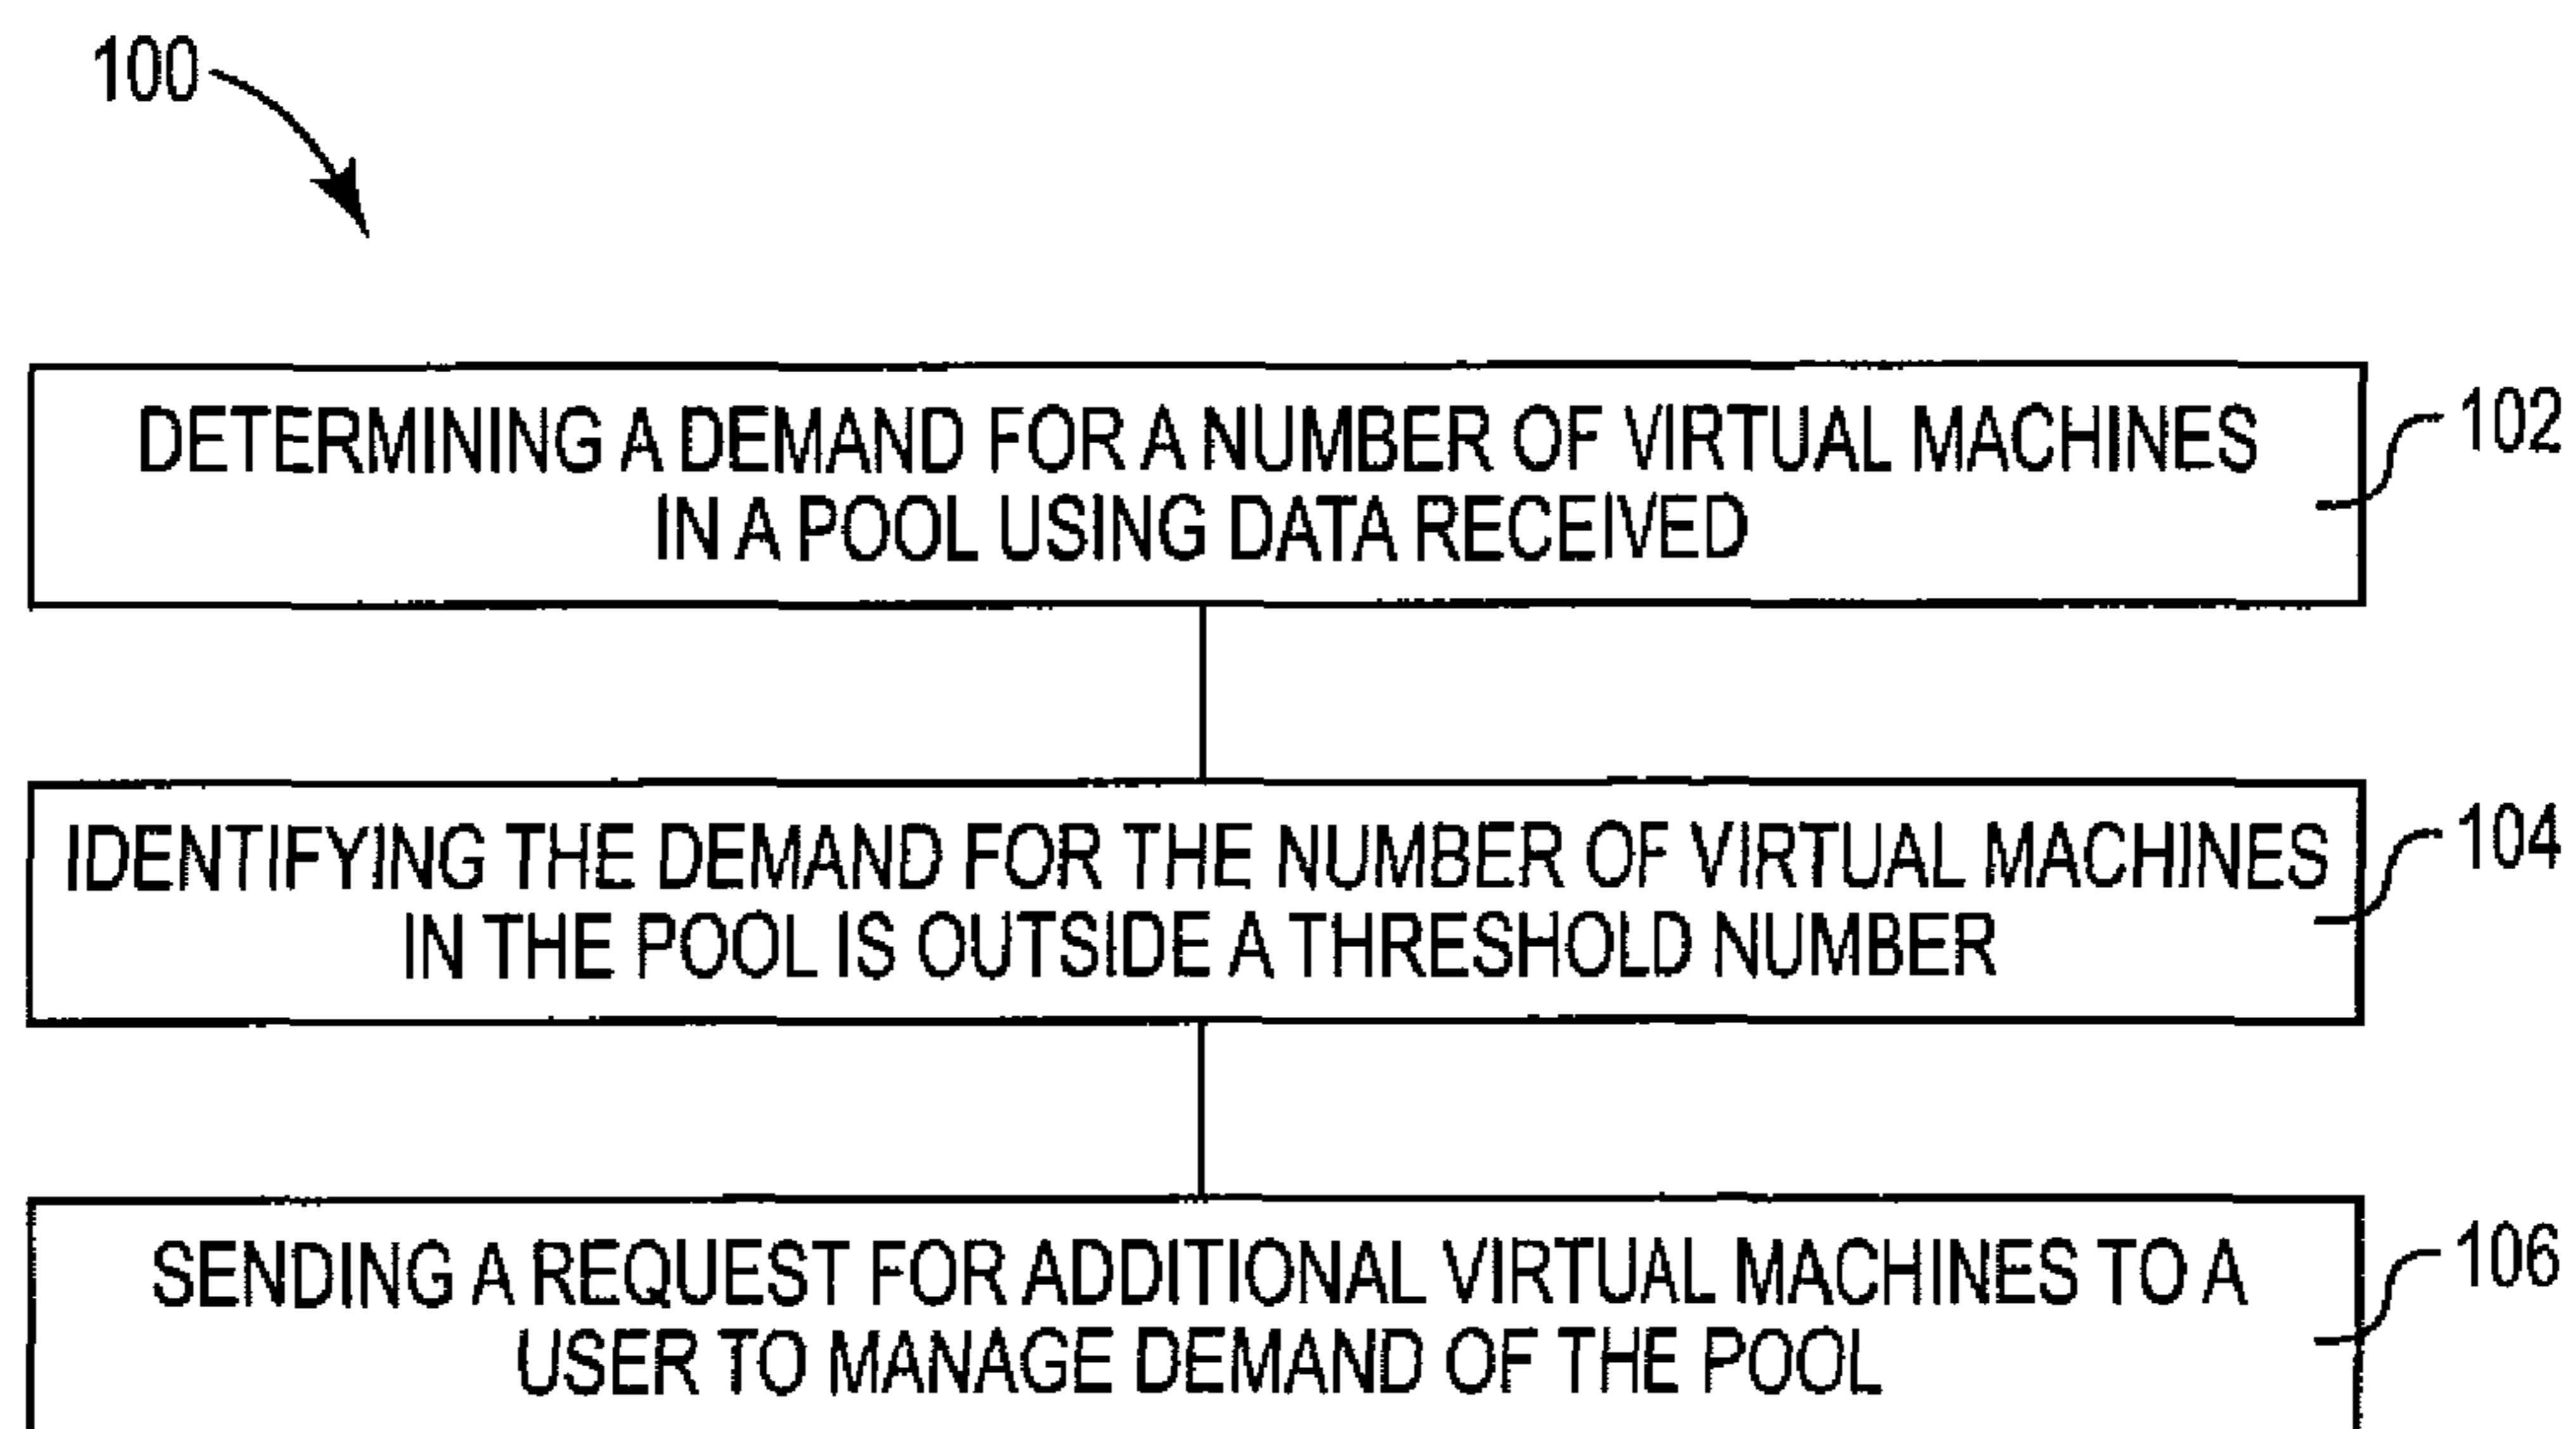 100
DETERMINING A DEMAND FOR A NUMBER OF VIRTUAL MACHINES
IN A POOL USING DATA RECEIVED
102
IDENTIFYING THE DEMAND FOR THE NUMBER OF VIRTUAL MACHINES
IN THE POOL IS OUTSIDE A THRESHOLD NUMBER
104
SENDING A REQUEST FOR ADDITIONAL VIRTUAL MACHINES TO A
USER TO MANAGE DEMAND OF THE POOL
106